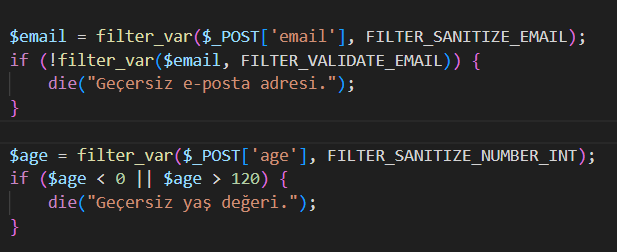 $email = filter_var($_POST['email'], FILTER_SANITIZE_EMAIL);
if (!filter_var($email, FILTER_VALIDATE_EMAIL)) {
    die("Geçersiz e-posta adresi.");
}
$age = filter_var($_POST['age'], FILTER_SANITIZE_NUMBER_INT);
if ($age < 0 || $age > 120) {
    die("Geçersiz yaş değeri.");
}